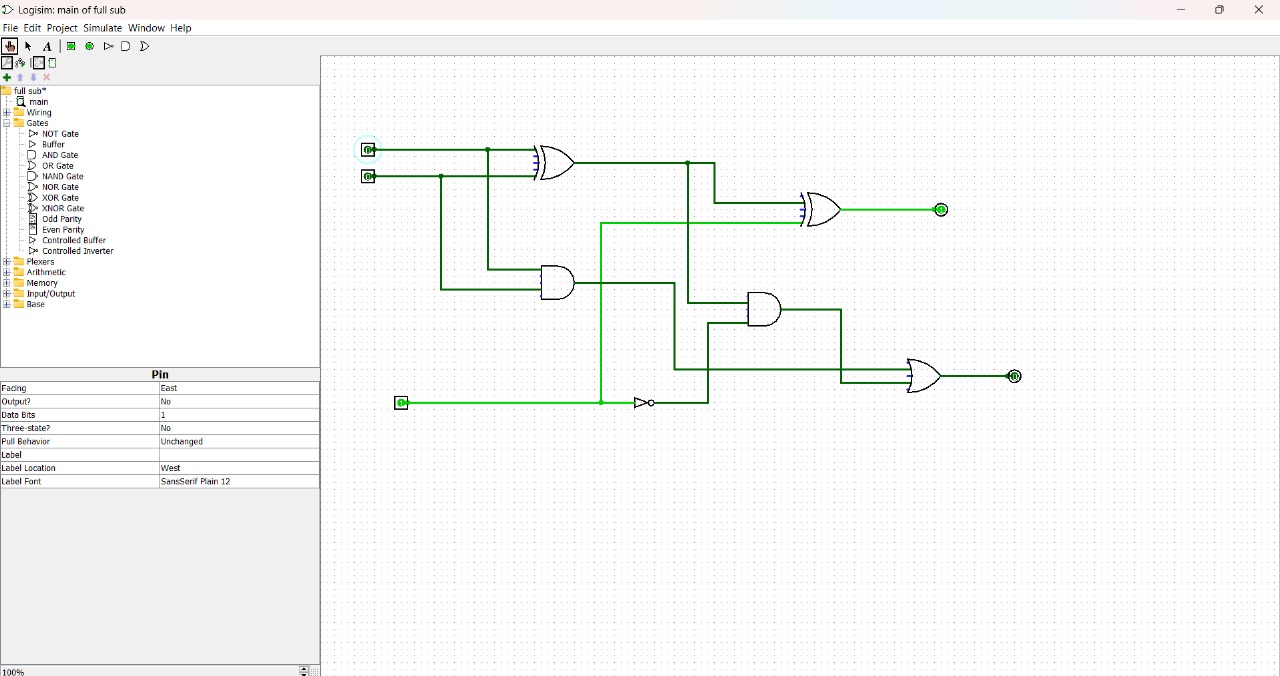 Logisim: main of full sub
File Edit Project Simulate Window Help
A
full sub*
main
Wiring
Gates
NOT Gate
Buffer
AND Gate
OR Gate
NAND Gate
NOR Gate
XOR Gate
XNOR Gate
Odd Parity
Even Parity
Controlled Buffer
Controlled Inverter
Plexers
Arithmetic
Memory
Input/Output
Base
Pin
Facing East
Output? No
Data Bits 1
Three-state? No
Pull Behavior Unchanged
Label
Label Location West
Label Font SansSerif Plain 12
100%
0
0
1
1
0